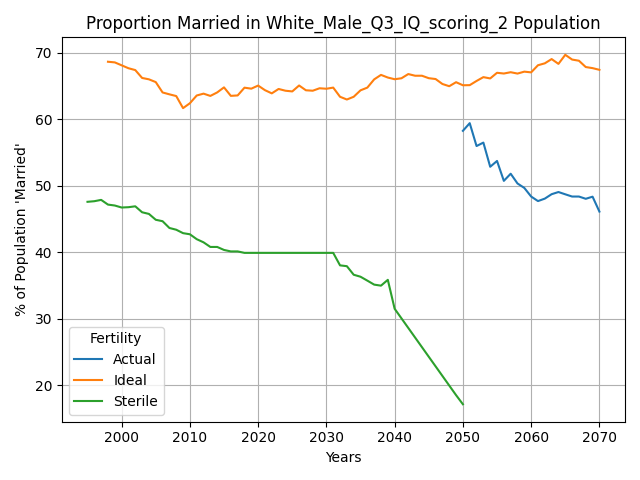 Proportion Married in White_Male_Q3_IQ_scoring_2 Population
% of Population 'Married'
70
60
50
40
30
20
Fertility
Actual
Ideal
Sterile
2000 2010 2020 2030 2040 2050 2060 2070
Years